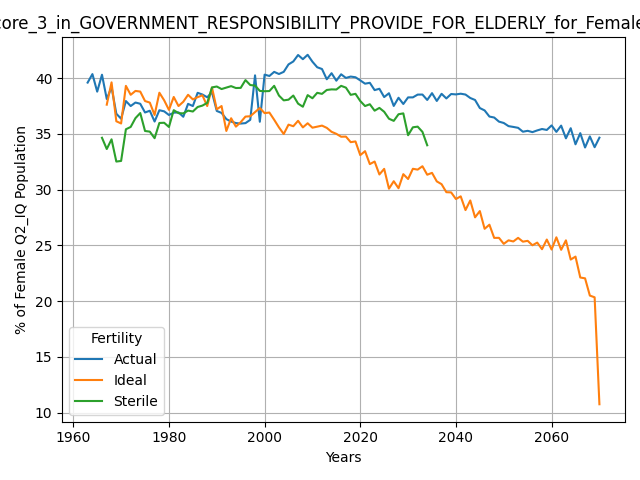 core_3_in_GOVERNMENT_RESPONSIBILITY_PROVIDE_FOR_ELDERLY_for_Female
% of Female Q2_IQ Population
40
35
30
25
20
15
10
Fertility
Actual
Ideal
Sterile
1960 1980 2000 2020 2040 2060
Years